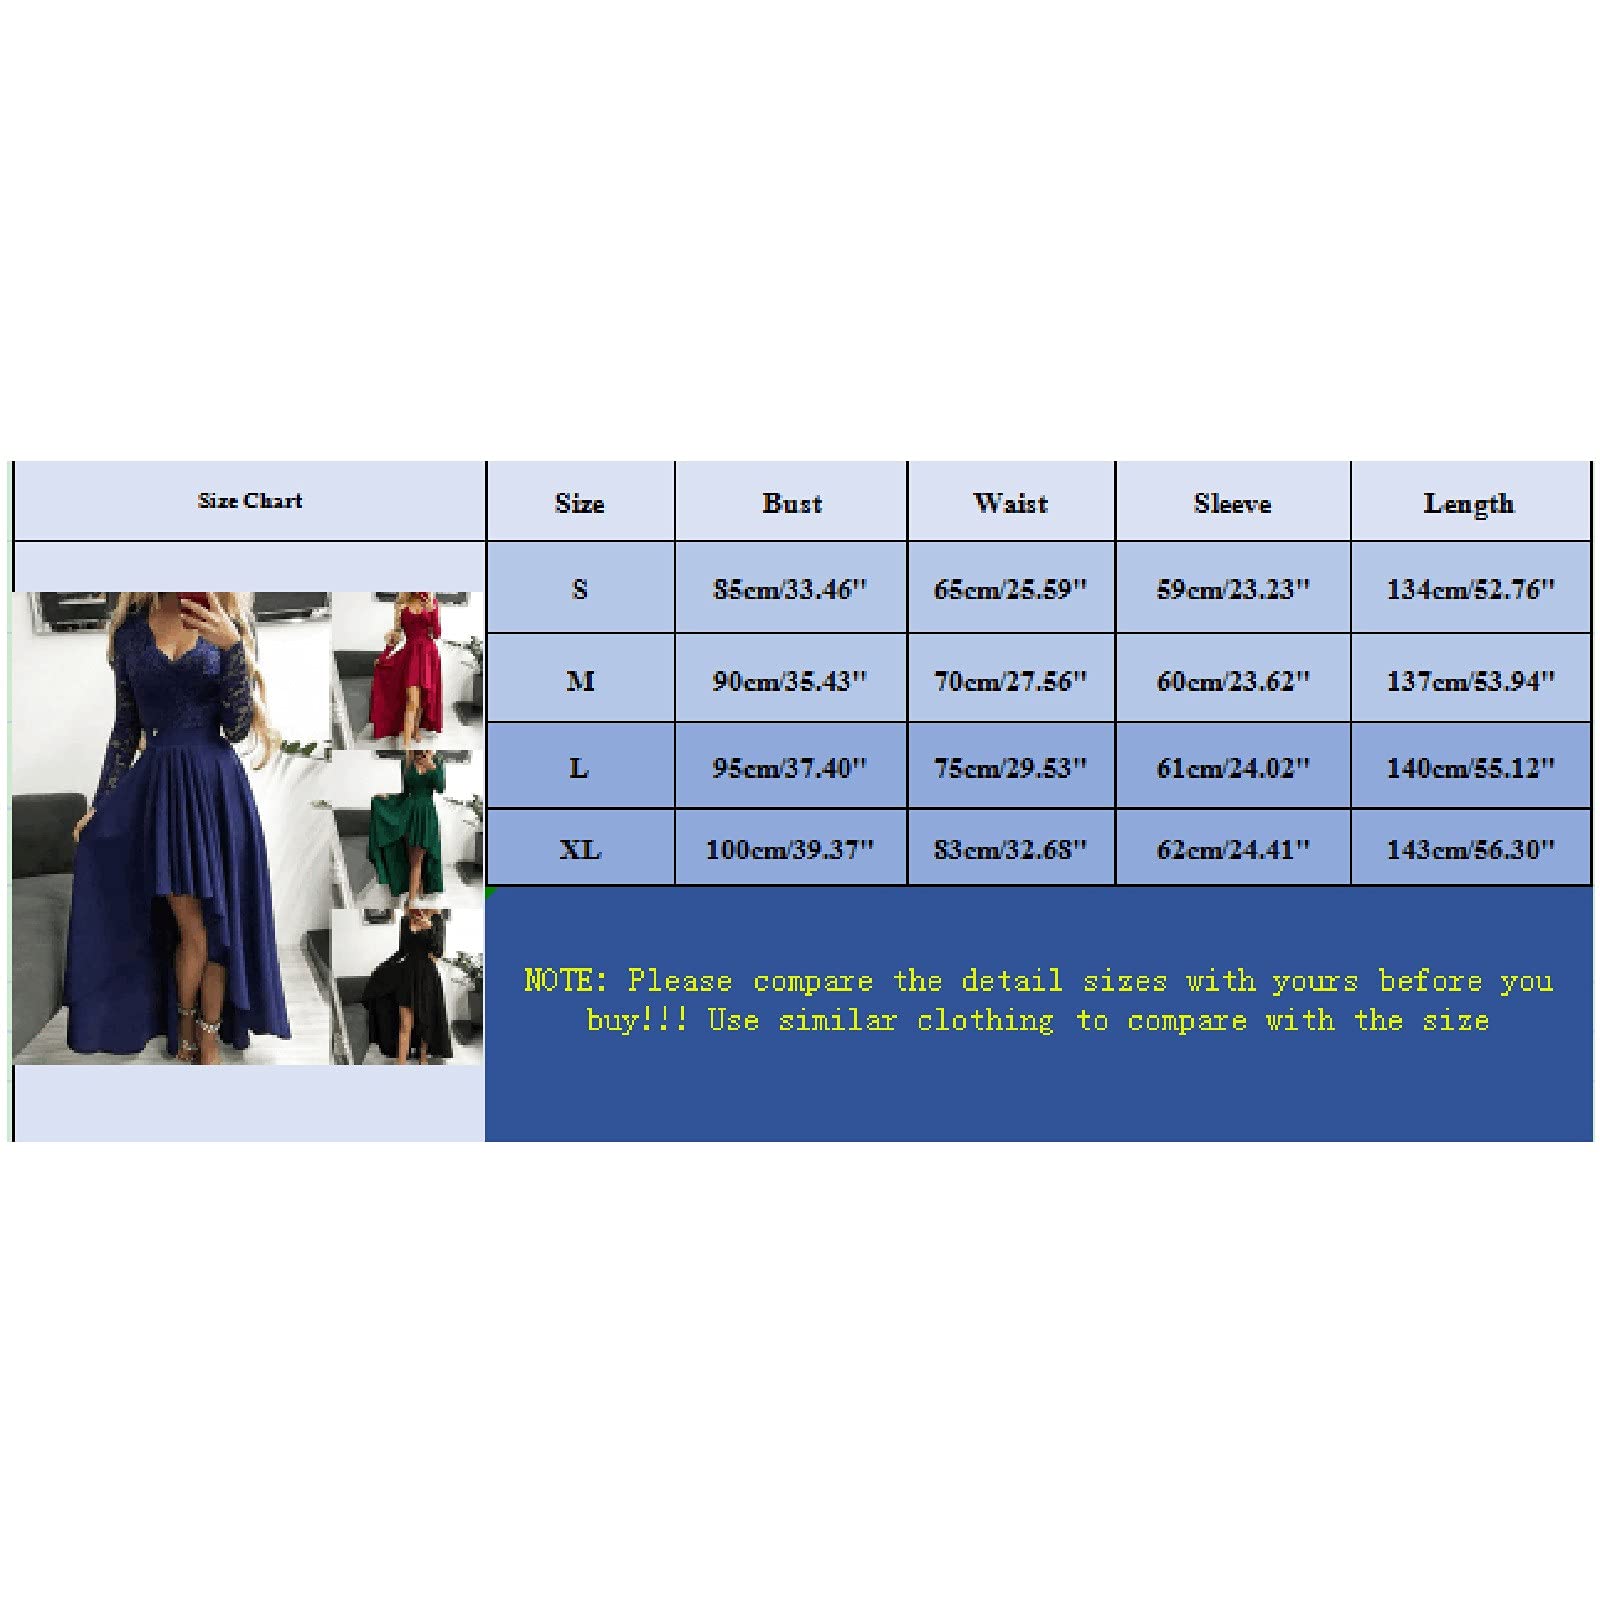 Size Chart Size Bust Waist Sleeve Length
S 85cm/33.46" 65cm/25.59" 59cm/23.23" 134cm/52.76"
M 90cm/35.43" 70cm/27.56" 60cm/23.62" 137cm/53.94"
L 95cm/37.40" 75cm/29.53" 61cm/24.02" 140cm/55.12"
XL 100cm/39.37" 83cm/32.68" 62cm/24.41" 143cm/56.30"
NOTE: Please compare the detail sizes with yours before you
buy!!! Use similar clothing to compare with the size